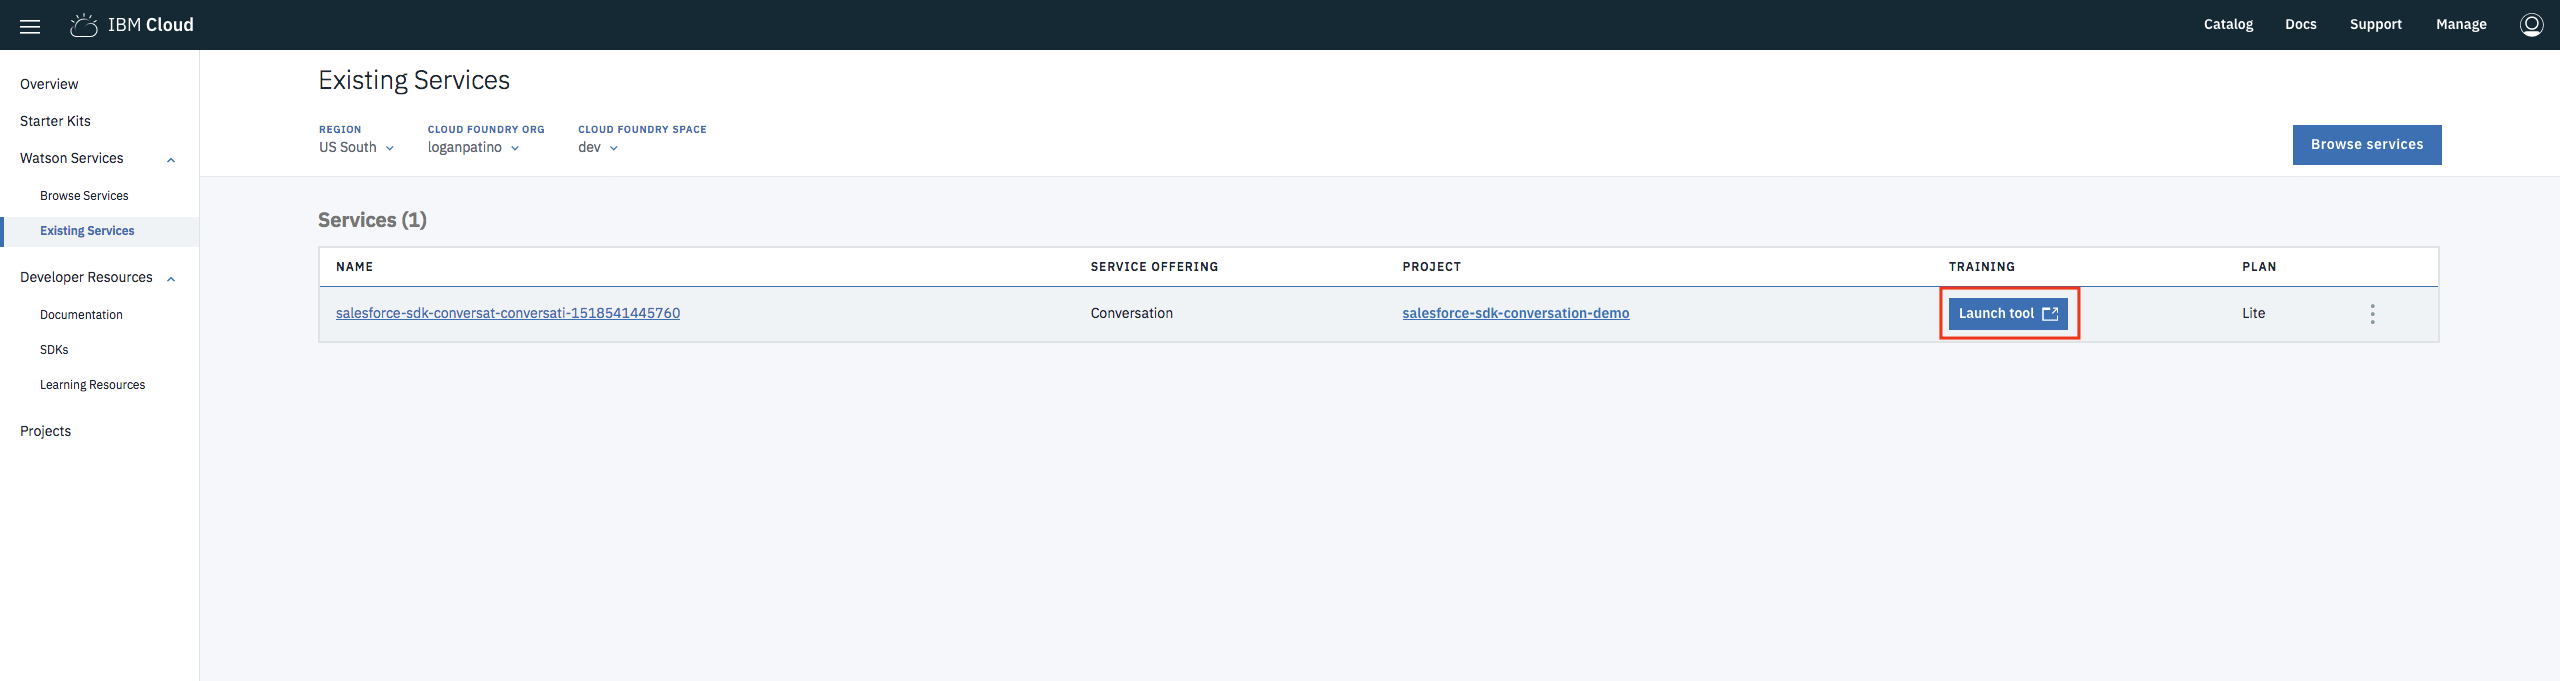 IBM Cloud
Catalog Docs Support Manage
Overview
Starter Kits
Watson Services
Browse Services
Existing Services
Developer Resources
Documentation
SDKs
Learning Resources
Projects
Existing Services
REGION CLOUD FOUNDRY ORG CLOUD FOUNDRY SPACE
US South loganpatino dev
Browse services
Services (1)
NAME SERVICE OFFERING PROJECT TRAINING PLAN
salesforce-sdk-conversat-conversati-1518541445760 Conversation salesforce-sdk-conversation-demo Launch tool Lite